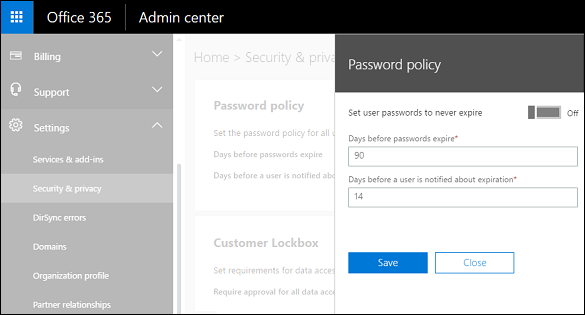 Office 365 Admin center
Billing
Support
Settings
Services & add-ins
Security & privacy
DirSync errors
Domains
Organization profile
Partner relationships
Home > Security & priva
Password policy
Set the password policy for all u
Days before passwords expire
Days before a user is notified abou
Customer Lockbox
Set requirements for data acces
Require approval for all data acces
Password policy
Set user passwords to never expire Off
Days before passwords expire*
90
Days before a user is notified about expiration*
14
Save Close